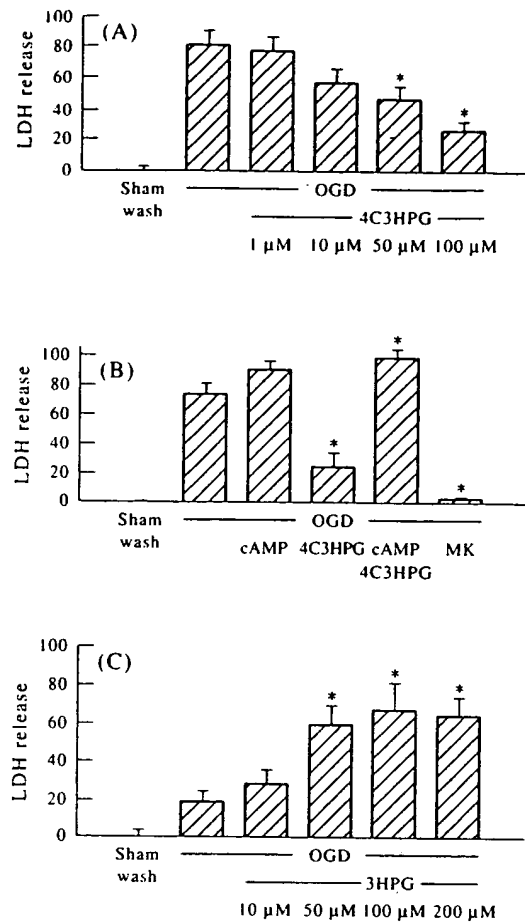 (A)
LDH release
100
80
60
40
20
0
*
*
Sham wash
OGD
4C3HPG
1 μM 10 μM 50 μM 100 μM
(B)
LDH release
100
80
60
40
20
0
*
*
*
Sham wash
OGD
cAMP 4C3HPG cAMP MK
4C3HPG
(C)
LDH release
100
80
60
40
20
0
*
*
*
Sham wash
OGD
3HPG
10 μM 50 μM 100 μM 200 μM